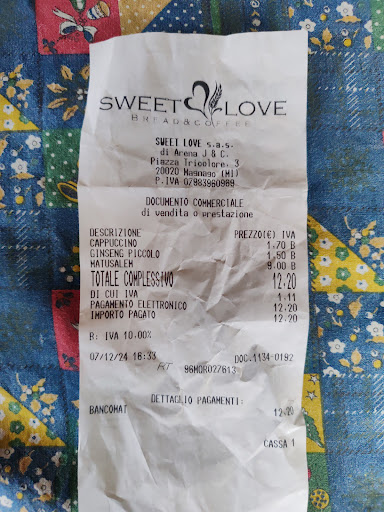 SWEET LOVE
BREAD&COFFEE
SWEET LOVE s.a.s.
di Arena J & C.
Piazza Tricolore, 3
20020 Magnago (MI)
P.IVA 07983960969
DOCUMENTO COMMERCIALE
di vendita o prestazione
DESCRIZIONE PREZZO(€) IVA
CAPPUCCINO 1.70 B
GINSENG PICCOLO 1.50 B
MATUSALEM 9.00 B
TOTALE COMPLESSIVO 12,20
DI CUI IVA 1.11
PAGAMENTO ELETTRONICO 12.20
IMPORTO PAGATO 12.20
B: IVA 10.00%
07/12/24 16:33 DOC.1134-0192
RT 96MDR027613
DETTAGLIO PAGAMENTI:
BANCOMAT 12.20
CASSA 1